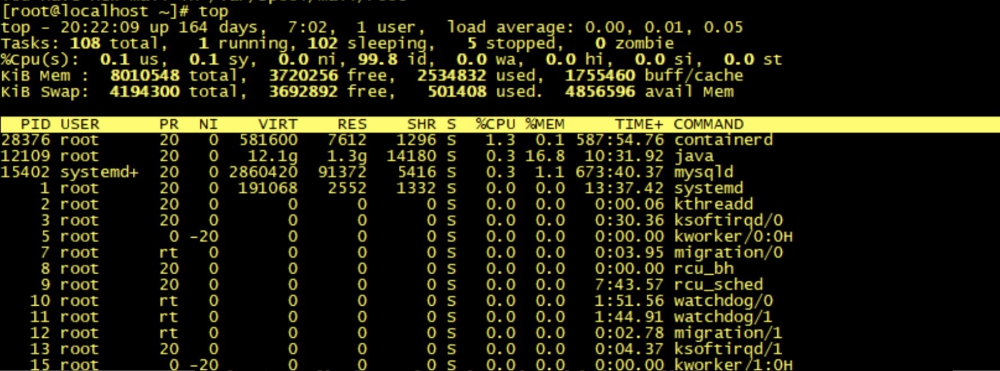 [root@localhost ~]# top
top - 20:22:09 up 164 days,  7:02,  1 user,  load average: 0.00, 0.01, 0.05
Tasks: 108 total,   1 running, 102 sleeping,   5 stopped,   0 zombie
%Cpu(s):  0.1 us,  0.1 sy,  0.0 ni, 99.8 id,  0.0 wa,  0.0 hi,  0.0 si,  0.0 st
KiB Mem :  8010548 total,  3720256 free,  2534832 used,  1755460 buff/cache
KiB Swap:  4194300 total,  3692892 free,   501408 used.  4856596 avail Mem
  PID USER      PR  NI    VIRT    RES    SHR S  %CPU %MEM     TIME+ COMMAND
28376 root      20   0  581600   7612   1296 S   1.3  0.1 587:54.76 containerd
12109 root      20   0   12.1g   1.3g  14180 S   0.3 16.8  10:31.92 java
15402 systemd+  20   0 2860420  91372   5416 S   0.3  1.1 673:40.37 mysqld
    1 root      20   0  191068   2552   1332 S   0.0  0.0  13:37.42 systemd
    2 root      20   0       0      0      0 S   0.0  0.0   0:00.06 kthreadd
    3 root      20   0       0      0      0 S   0.0  0.0   0:30.36 ksoftirqd/0
    5 root       0 -20       0      0      0 S   0.0  0.0   0:00.00 kworker/0:0H
    7 root      rt   0       0      0      0 S   0.0  0.0   0:03.95 migration/0
    8 root      20   0       0      0      0 S   0.0  0.0   0:00.00 rcu_bh
    9 root      20   0       0      0      0 S   0.0  0.0   7:43.57 rcu_sched
   10 root      rt   0       0      0      0 S   0.0  0.0   1:51.56 watchdog/0
   11 root      rt   0       0      0      0 S   0.0  0.0   1:44.91 watchdog/1
   12 root      rt   0       0      0      0 S   0.0  0.0   0:02.78 migration/1
   13 root      20   0       0      0      0 S   0.0  0.0   0:04.37 ksoftirqd/1
   15 root       0 -20       0      0      0 S   0.0  0.0   0:00.00 kworker/1:0H